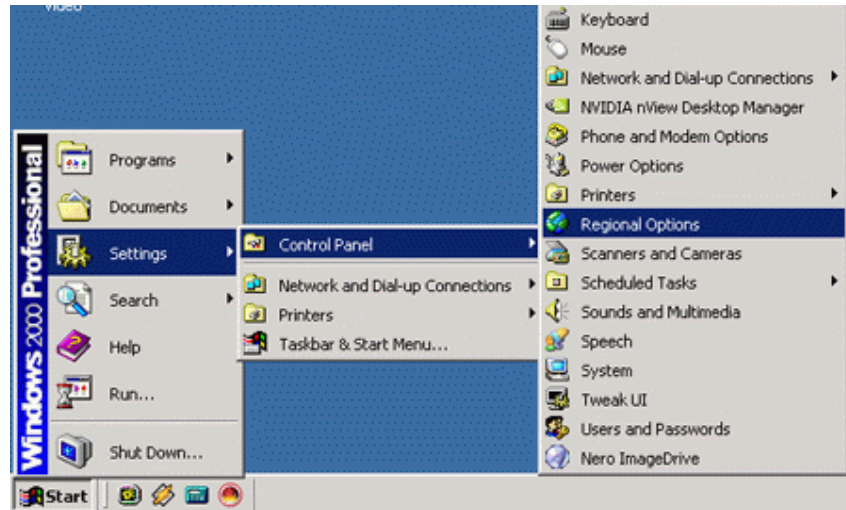 Video
Windows 2000 Professional
Programs
Documents
Settings
Search
Help
Run...
Shut Down...
Start
Control Panel
Network and Dial-up Connections
Printers
Taskbar & Start Menu...
Keyboard
Mouse
Network and Dial-up Connections
NVIDIA nView Desktop Manager
Phone and Modem Options
Power Options
Printers
Regional Options
Scanners and Cameras
Scheduled Tasks
Sounds and Multimedia
Speech
System
Tweak UI
Users and Passwords
Nero ImageDrive